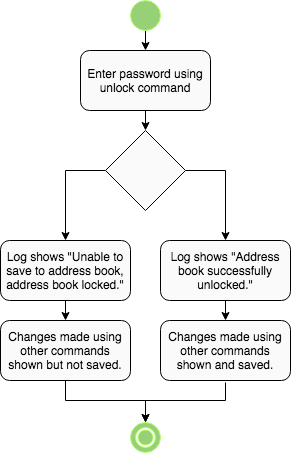 Enter password using
unlock command
Log shows "Unable to
save to address book,
address book locked."
Log shows "Address
book successfully
unlocked."
Changes made using
other commands
shown but not saved.
Changes made using
other commands
shown and saved.